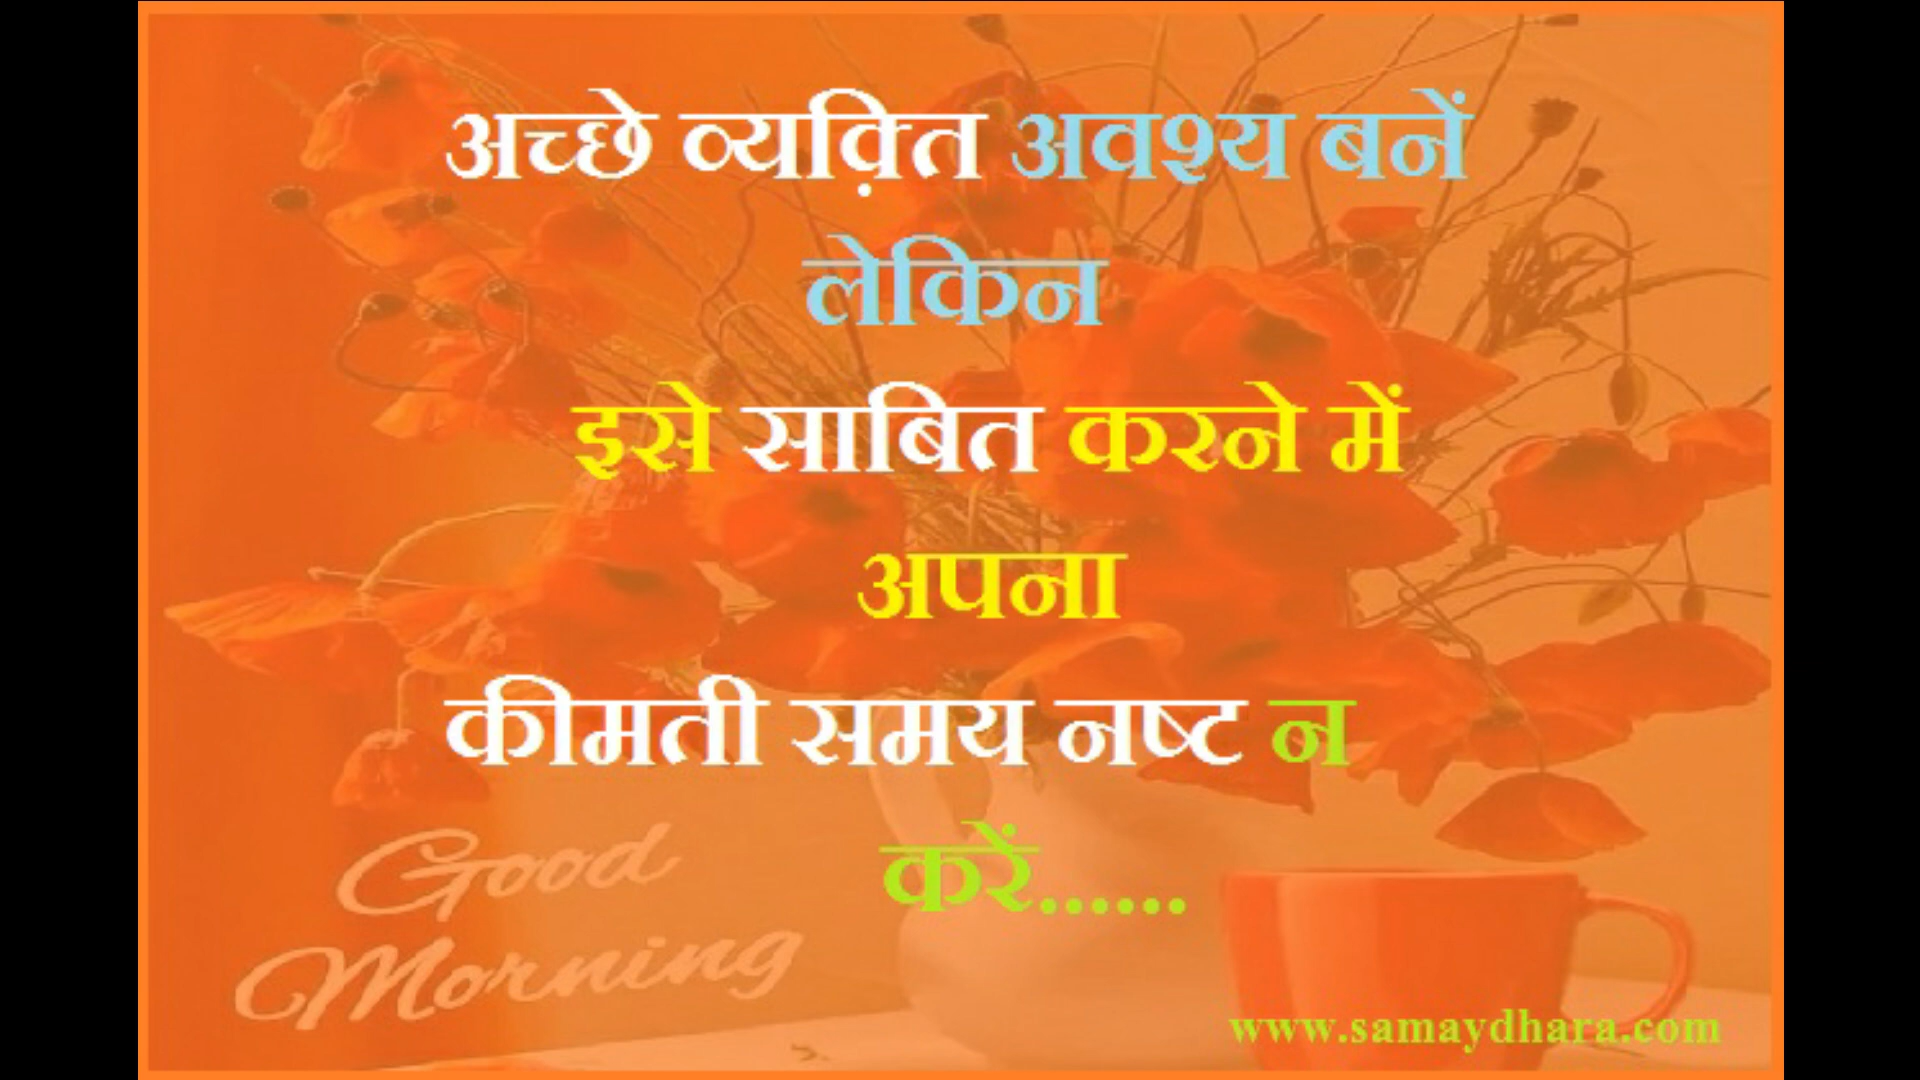 अच्छे व्यक़्ति अवश्य बनें
लेकिन
इसे साबित करने में
अपना
कीमती समय नष्ट न
करें......
Good
Morning
www.samaydhara.com